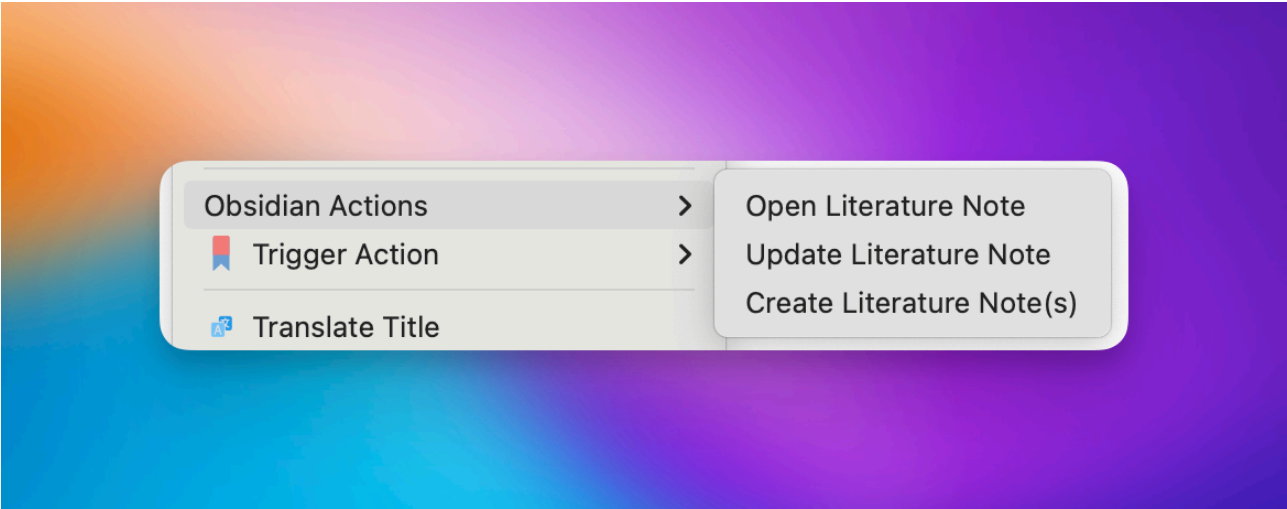 Obsidian Actions
Trigger Action
Translate Title
Open Literature Note
Update Literature Note
Create Literature Note(s)